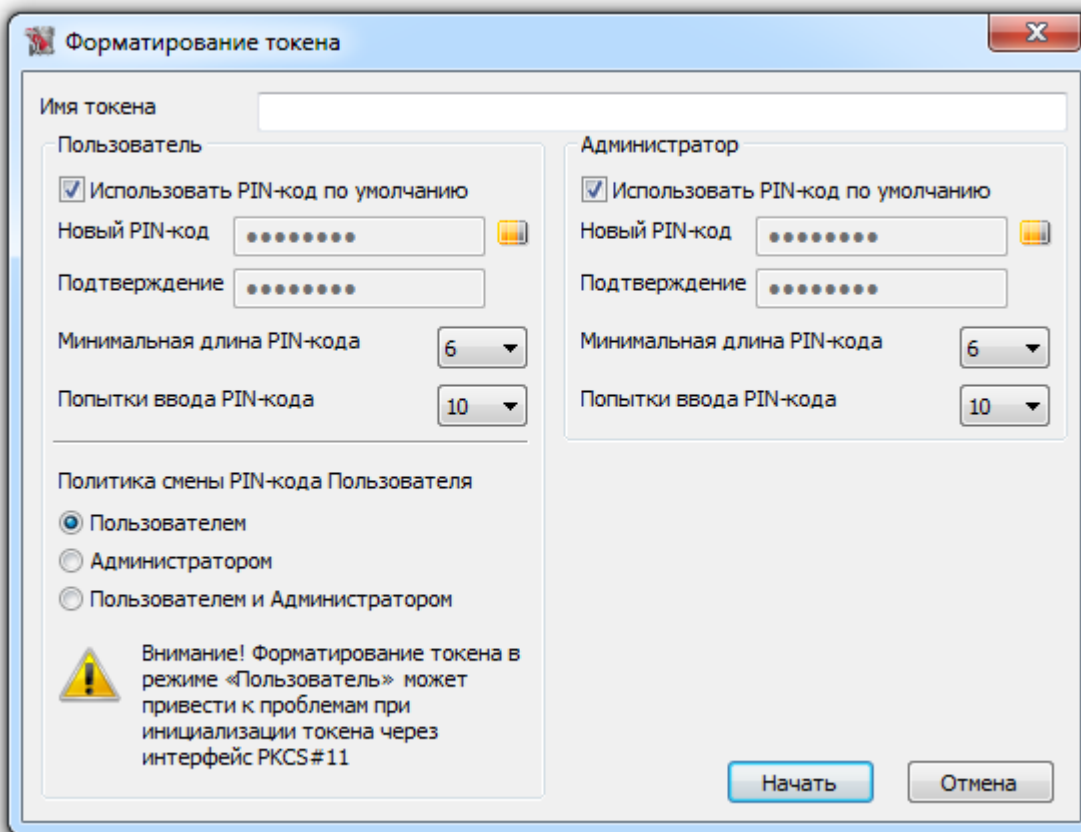 Форматирование токена
Имя токена
Пользователь
Использовать PIN-код по умолчанию
Новый PIN-код ●●●●●●●●
Подтверждение ●●●●●●●●
Минимальная длина PIN-кода 6
Попытки ввода PIN-кода 10
Политика смены PIN-кода Пользователя
Пользователем
Администратором
Пользователем и Администратором
Внимание! Форматирование токена в
режиме «Пользователь» может
привести к проблемам при
инициализации токена через
интерфейс PKCS#11
Администратор
Использовать PIN-код по умолчанию
Новый PIN-код ●●●●●●●●
Подтверждение ●●●●●●●●
Минимальная длина PIN-кода 6
Попытки ввода PIN-кода 10
Начать
Отмена